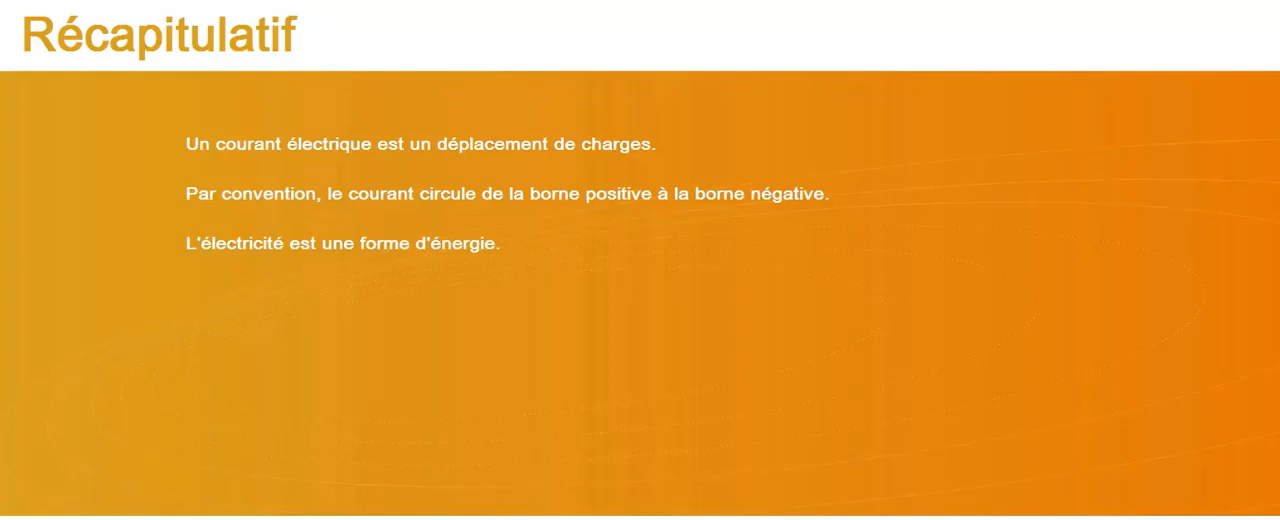 Récapitulatif
Un courant électrique est un déplacement de charges.
Par convention, le courant circule de la borne positive à la borne négative.
L'électricité est une forme d'énergie.